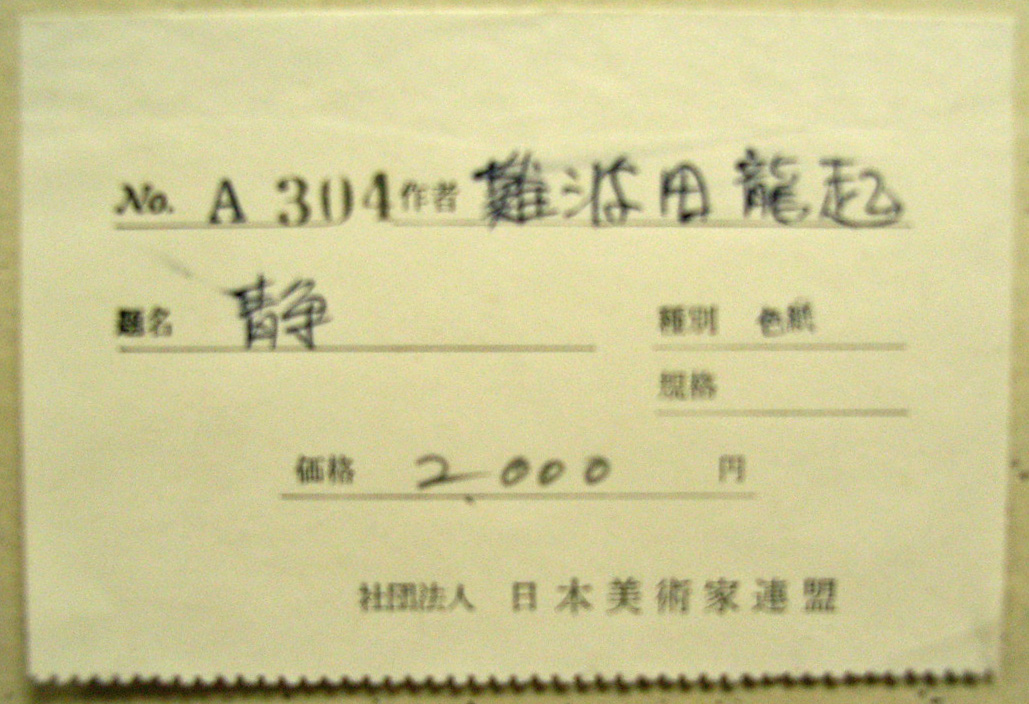 No. A 304 作者 難波田龍起
題名 静 種別 色紙
規格
価格 2,000 円
社団法人 日本美術家連盟